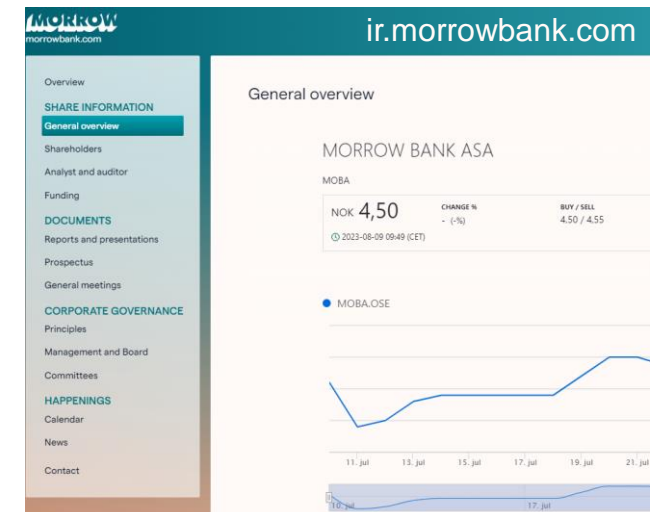 MORROW
morrowbank.com
ir.morrowbank.com
Overview
SHARE INFORMATION
General overview
Shareholders
Analyst and auditor
Funding
DOCUMENTS
Reports and presentations
Prospectus
General meetings
CORPORATE GOVERNANCE
Principles
Management and Board
Committees
HAPPENINGS
Calendar
News
Contact
General overview
MORROW BANK ASA
MOBA
NOK 4,50
CHANGE %
- (-%)
BUY / SELL
4.50 / 4.55
2023-08-09 09:49 (CET)
MOBA.OSE
11. jul 13. jul 15. jul 17. jul 19. jul 21. jul
10. jul 17. jul